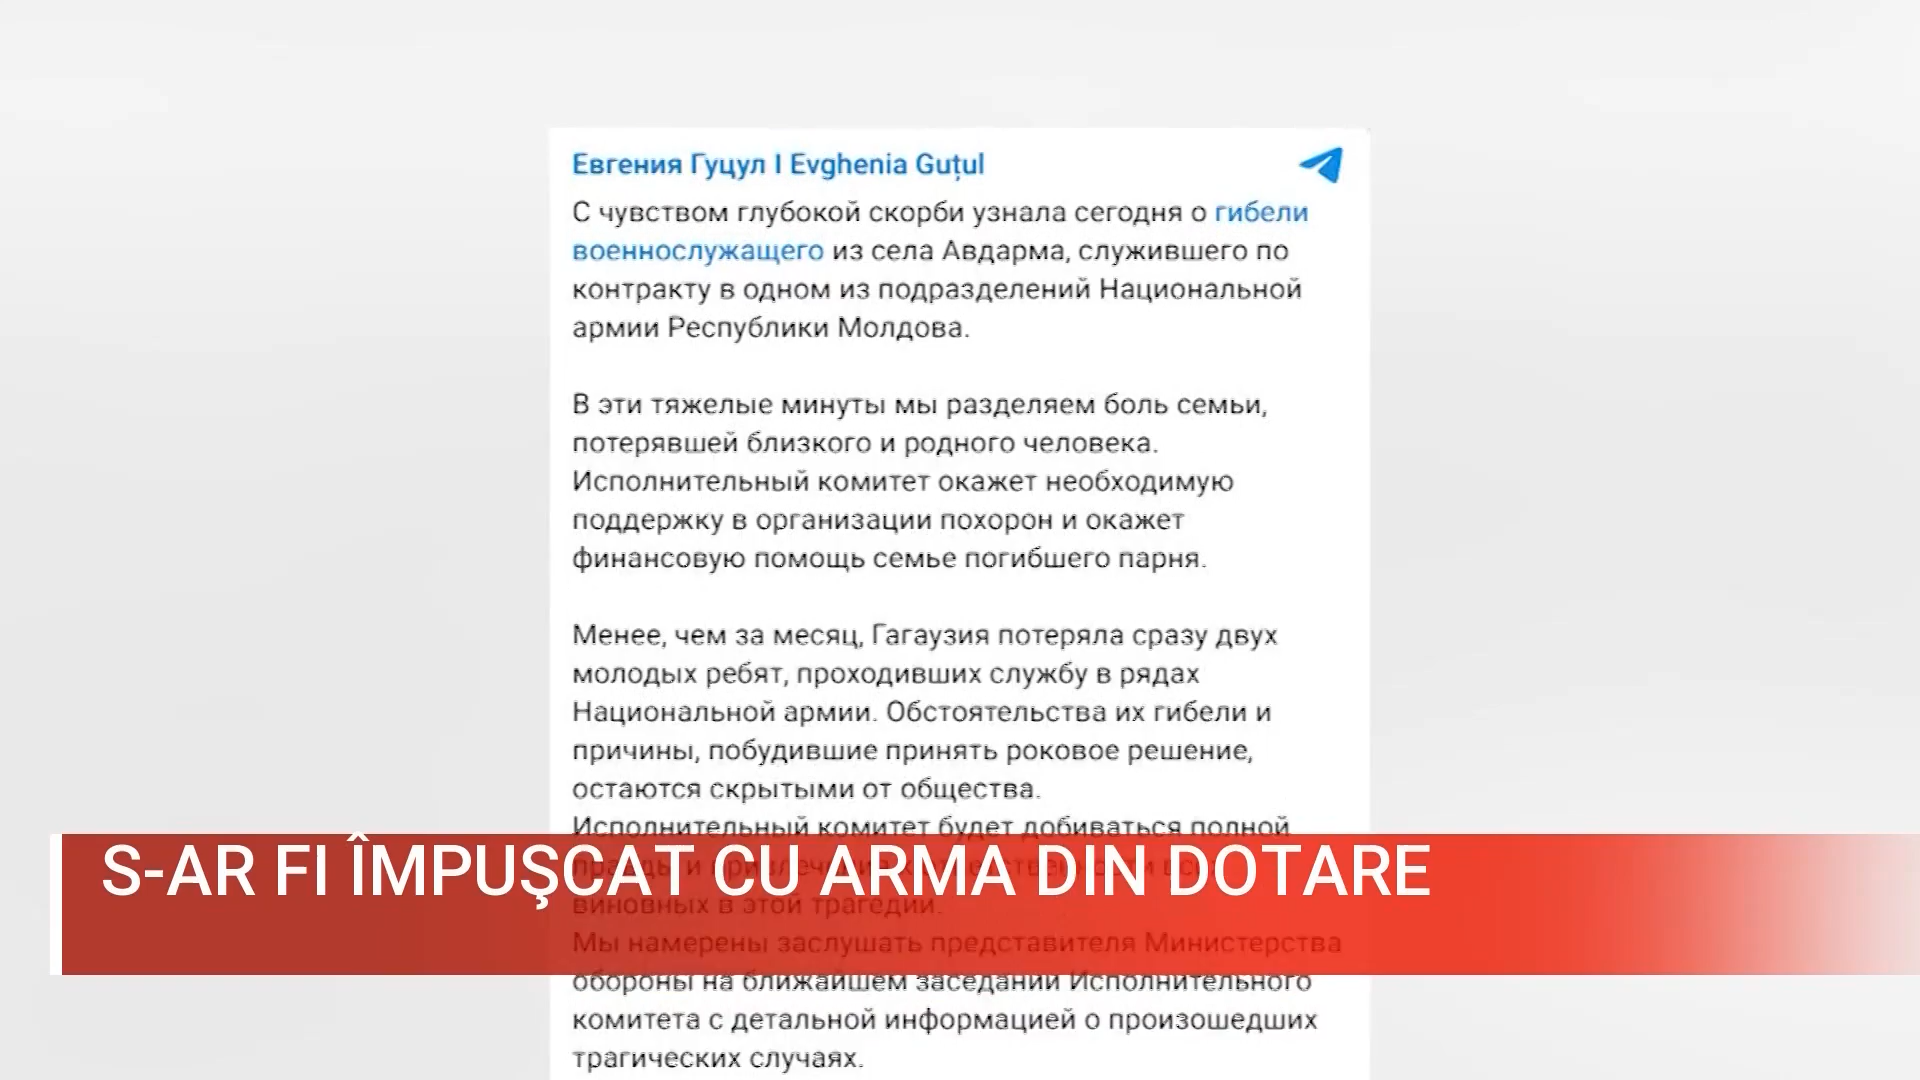 Евгения Гуцул I Evghenia Guțul
С чувством глубокой скорби узнала сегодня о гибели
военнослужащего из села Авдарма, служившего по
контракту в одном из подразделений Национальной
армии Республики Молдова.
В эти тяжелые минуты мы разделяем боль семьи,
потерявшей близкого и родного человека.
Исполнительный комитет окажет необходимую
поддержку в организации похорон и окажет
финансовую помощь семье погибшего парня.
Менее, чем за месяц, Гагаузия потеряла сразу двух
молодых ребят, проходивших службу в рядах
Национальной армии. Обстоятельства их гибели и
причины, побудившие принять роковое решение,
остаются скрытыми от общества.
Исполнительный комитет будет добиваться полной
S-AR FI ÎMPUŞCAT CU ARMA DIN DOTARE
виновных в этой трагедии.
Мы намерены заслушать представителя Министерства
обороны на ближайшем заседании Исполнительного
комитета с детальной информацией о произошедших
трагических случаях.